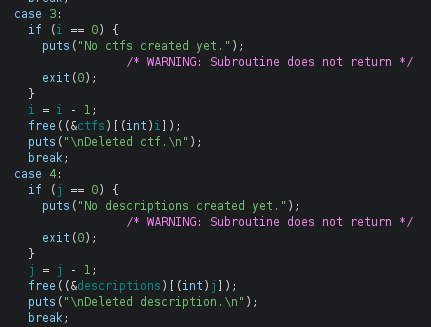 break;
case 3:
if (i == 0) {
puts("No ctfs created yet.");
/* WARNING: Subroutine does not return */
exit(0);
}
i = i - 1;
free((&ctfs)[(int)i]);
puts("\nDeleted ctf.\n");
break;
case 4:
if (j == 0) {
puts("No descriptions created yet.");
/* WARNING: Subroutine does not return */
exit(0);
}
j = j - 1;
free((&descriptions)[(int)j]);
puts("\nDeleted description.\n");
break;